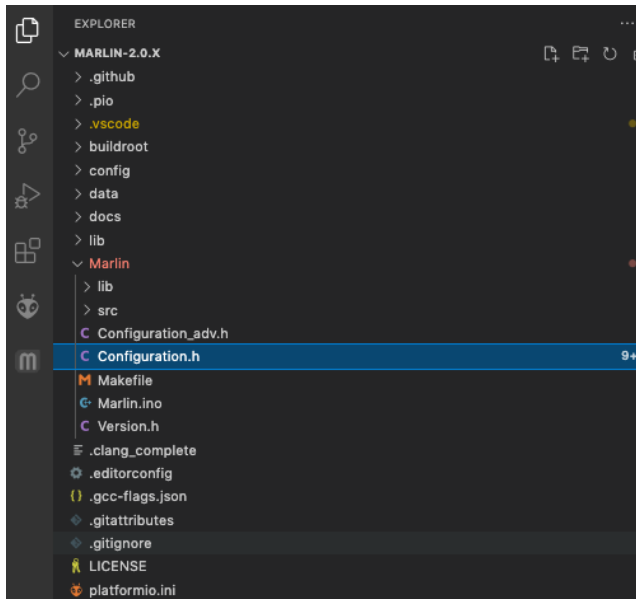 EXPLORER
MARLIN-2.0.X
.github
.pio
.vscode
buildroot
config
data
docs
lib
Marlin
lib
src
C Configuration_adv.h
C Configuration.h 9+
M Makefile
Marlin.ino
C Version.h
.clang_complete
.editorconfig
{} .gcc-flags.json
.gitattributes
.gitignore
LICENSE
platformio.ini
m